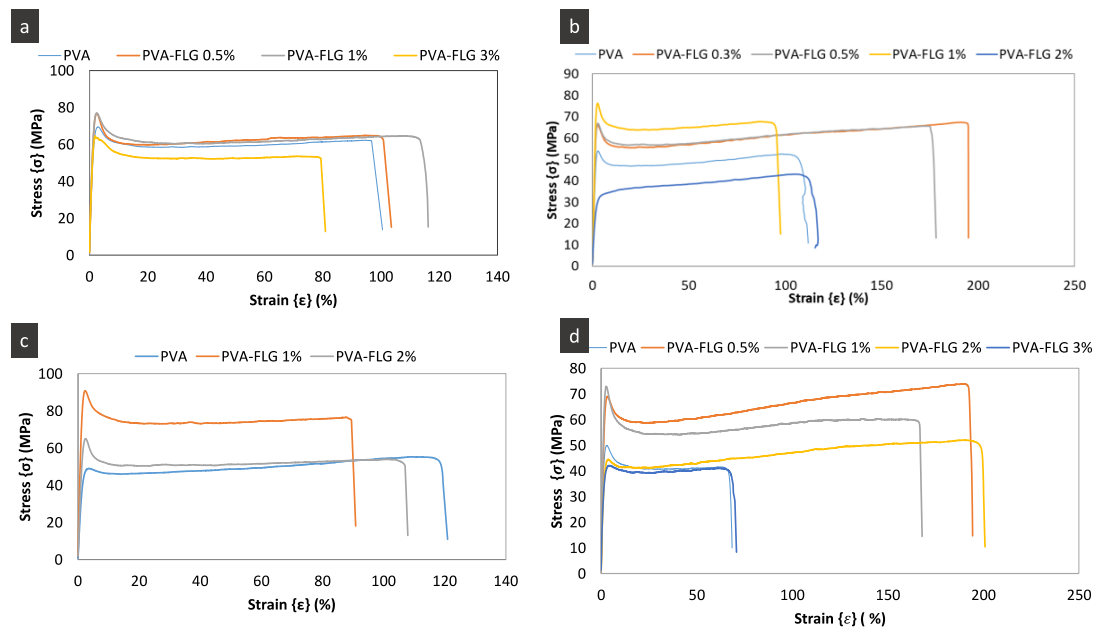 a
PVA PVA-FLG 0.5% PVA-FLG 1% PVA-FLG 3%
100
80
60
40
20
0
0 20 40 60 80 100 120 140
Stress {σ} (MPa)
Strain {ε} (%)
b
PVA PVA-FLG 0.3% PVA-FLG 0.5% PVA-FLG 1% PVA-FLG 2%
90
80
70
60
50
40
30
20
10
0
0 50 100 150 200 250
Stress {σ} (MPa)
Strain {ε} (%)
c
PVA PVA-FLG 1% PVA-FLG 2%
100
80
60
40
20
0
0 20 40 60 80 100 120 140
Stress {σ} (MPa)
Strain {ε} (%)
d
PVA PVA-FLG 0.5% PVA-FLG 1% PVA-FLG 2% PVA-FLG 3%
80
70
60
50
40
30
20
10
0
0 50 100 150 200 250
Stress {σ} (MPa)
Strain {ε} ( %)